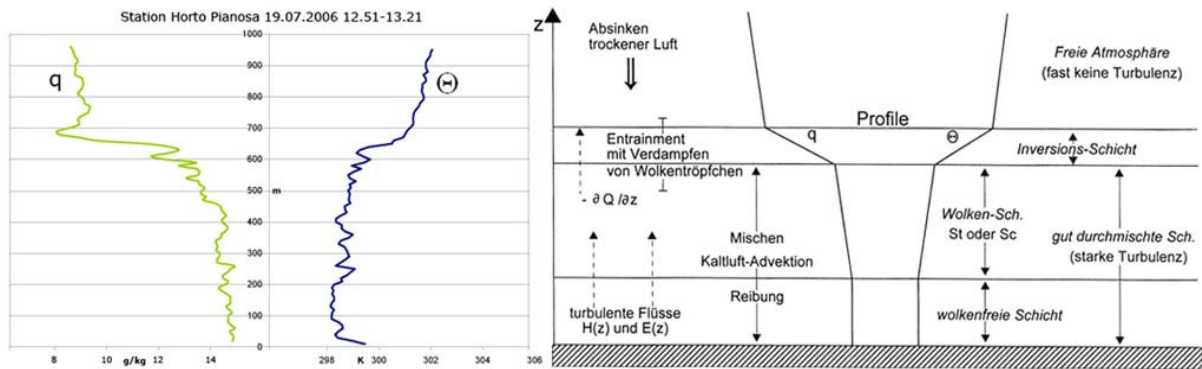 Station Horto Pianosa 19.07.2006 12.51-13.21
1000
900
800
700
600
500
400
300
200
100
0
m
q
Θ
8
10
g/kg
12
14
298
K
300
302
304
306
z
Absinken
trockener Luft
Freie Atmosphäre
(fast keine Turbulenz)
Profile
q
Θ
Entrainment
mit Verdampfen
von Wolkentröpfchen
Inversions-Schicht
- ∂Q/∂z
Wolken-Sch.
St oder Sc
Mischen
Kaltluft-Advektion
Reibung
gut durchmischte Sch.
(starke Turbulenz)
turbulente Flüsse
H(z) und E(z)
wolkenfreie Schicht